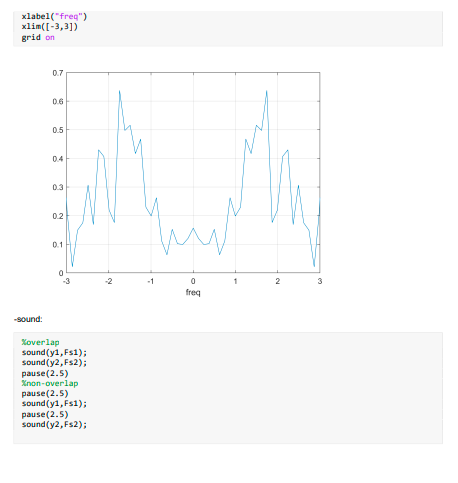 xlabel("freq")
xlim([-3,3])
grid on
0.7
0.6
0.5
0.4
0.3
0.2
0.1
0
-3 -2 -1 0 1 2 3
freq
-sound:
%overlap
sound(y1,Fs1);
sound(y2,Fs2);
pause(2.5)
%non-overlap
pause(2.5)
sound(y1,Fs1);
pause(2.5)
sound(y2,Fs2);